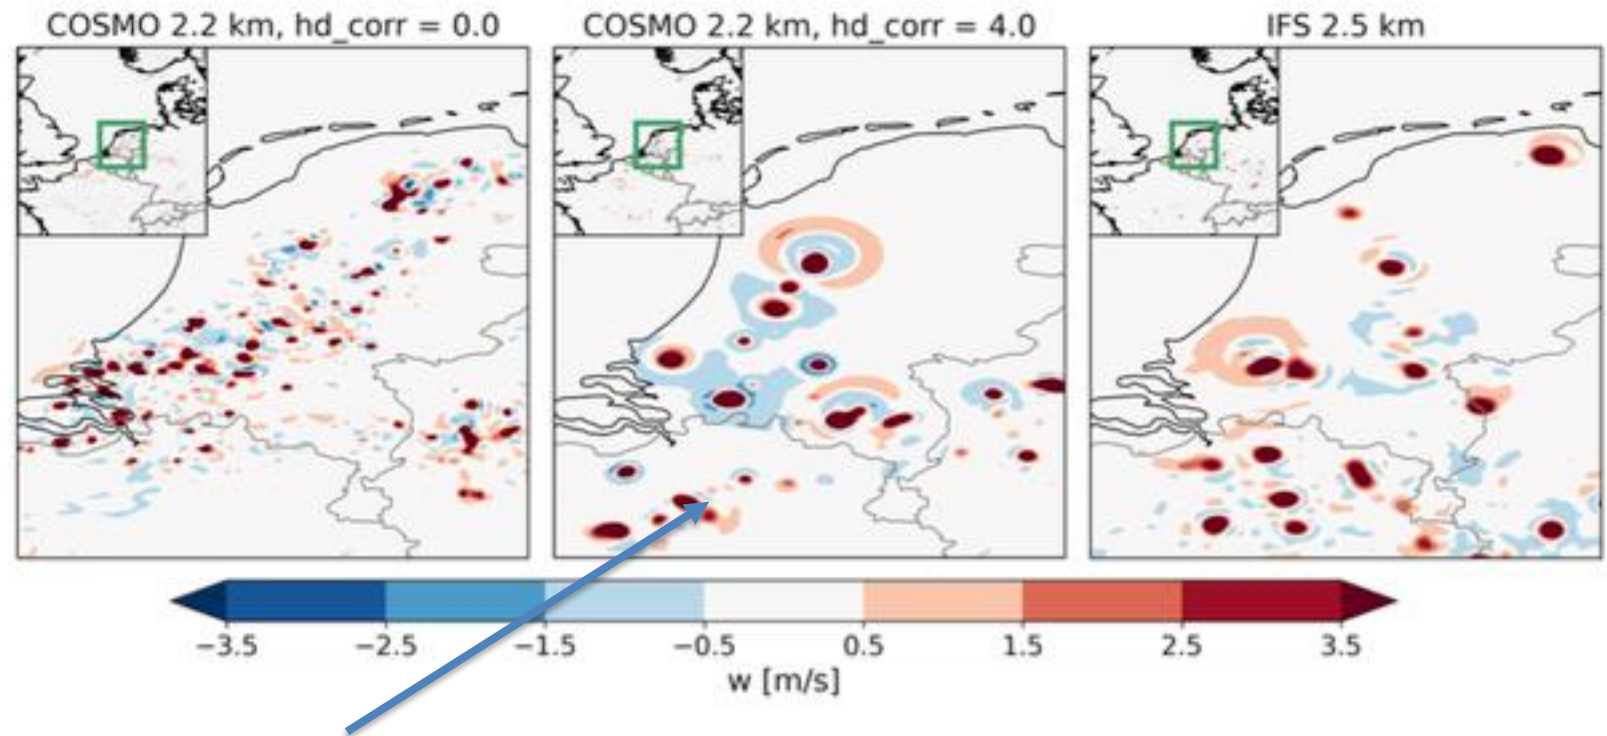 COSMO 2.2 km, hd_corr = 0.0
COSMO 2.2 km, hd_corr = 4.0
IFS 2.5 km
−3.5 −2.5 −1.5 −0.5 0.5 1.5 2.5 3.5
w [m/s]